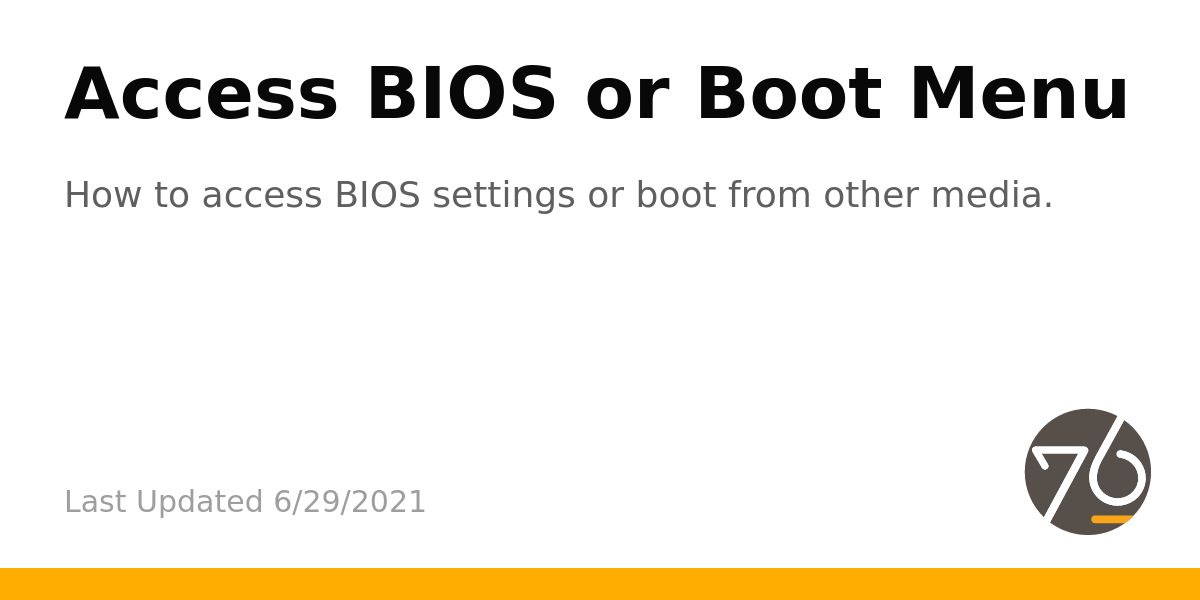 Access BIOS or Boot Menu
How to access BIOS settings or boot from other media.
Last Updated 6/29/2021
76